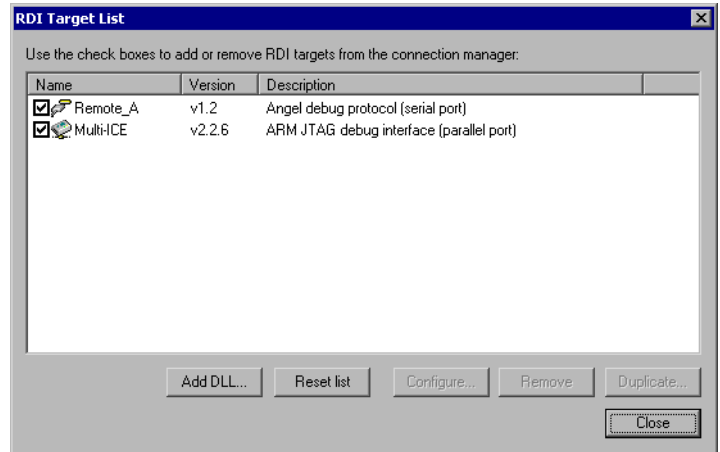 RDI Target List
Use the check boxes to add or remove RDI targets from the connection manager:
Name Version Description
Remote_A v1.2 Angel debug protocol (serial port)
Multi-ICE v2.2.6 ARM JTAG debug interface (parallel port)
Add DLL... Reset list Configure... Remove Duplicate...
Close